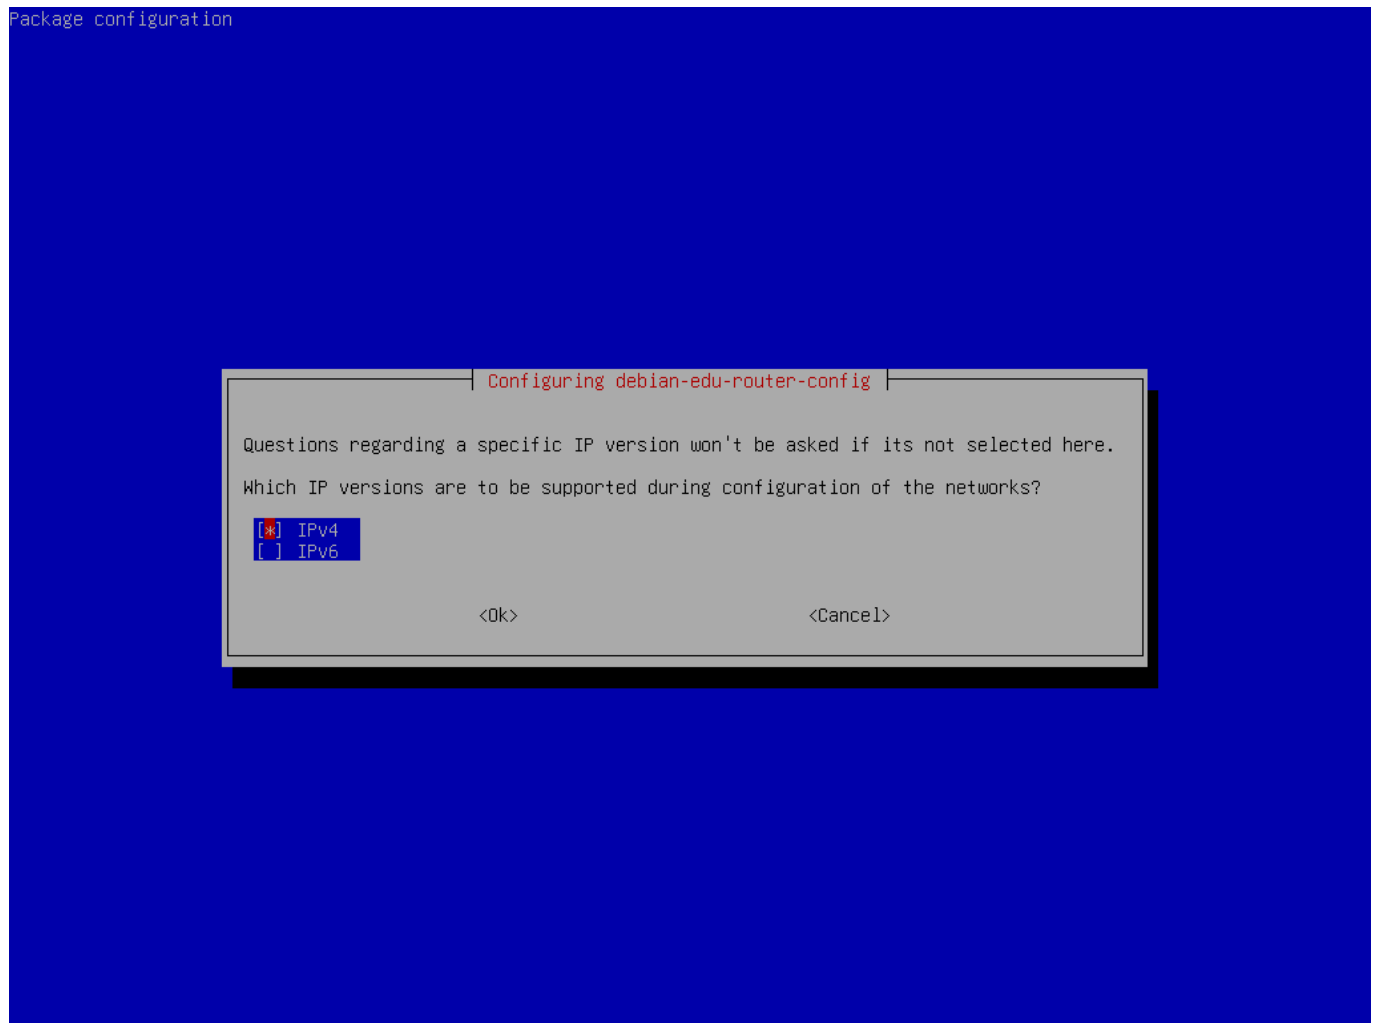 Package configuration
Configuring debian-edu-router-config
Questions regarding a specific IP version won't be asked if its not selected here.
Which IP versions are to be supported during configuration of the networks?
[*] IPv4
[ ] IPv6
<Ok> <Cancel>